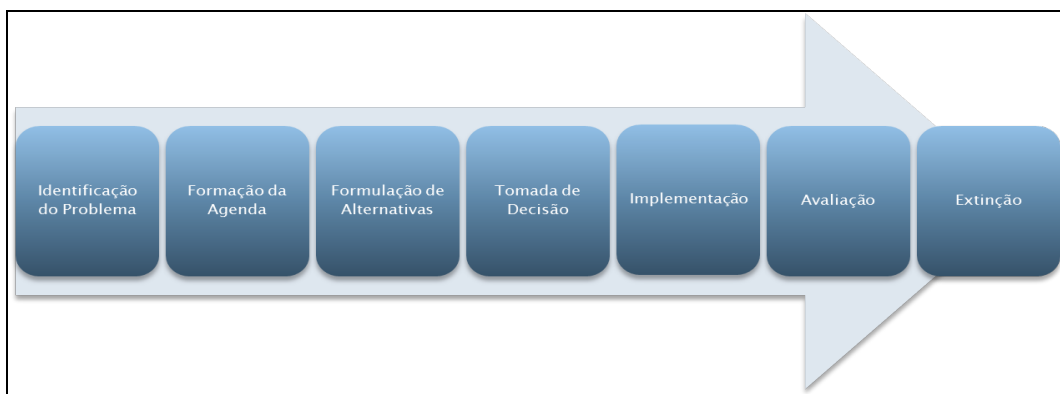 Identificação
do Problema
Formação da
Agenda
Formulação de
Alternativas
Tomada de
Decisão
Implementação
Avaliação
Extinção